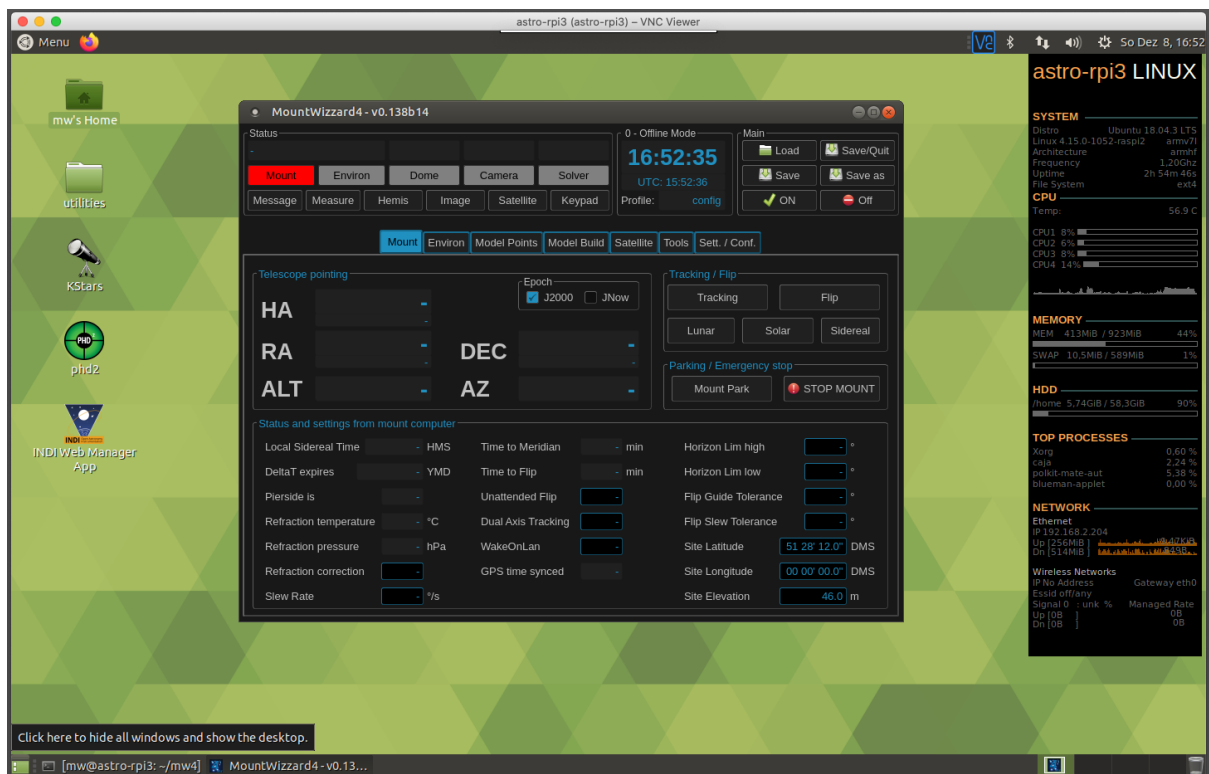 astro-rpi3 (astro-rpi3) – VNC Viewer
Menu
So Dez 8, 16:52
mw's Home
utilities
KStars
PHD
phd2
INDI
INDI Web Manager
App
MountWizzard4 - v0.138b14
Status
-
Mount Environ Dome Camera Solver
Message Measure Hemis Image Satellite Keypad
0 - Offline Mode
16:52:35
UTC: 15:52:36
Profile: config
Main
Load Save/Quit
Save Save as
ON Off
Mount Environ Model Points Model Build Satellite Tools Sett. / Conf.
Telescope pointing
Epoch
J2000 JNow
HA -
-
RA - DEC -
- -
ALT - AZ -
Tracking / Flip
Tracking Flip
Lunar Solar Sidereal
Parking / Emergency stop
Mount Park STOP MOUNT
Status and settings from mount computer
Local Sidereal Time - HMS Time to Meridian - min Horizon Lim high - °
DeltaT expires - YMD Time to Flip - min Horizon Lim low - °
Pierside is - Unattended Flip - Flip Guide Tolerance - °
Refraction temperature - °C Dual Axis Tracking - Flip Slew Tolerance - °
Refraction pressure - hPa WakeOnLan - Site Latitude 51 28' 12.0" DMS
Refraction correction - GPS time synced - Site Longitude 00 00' 00.0" DMS
Slew Rate - °/s Site Elevation 46.0 m
astro-rpi3 LINUX
SYSTEM
Distro Ubuntu 18.04.3 LTS
Linux 4.15.0-1052-raspi2 armv7l
Architecture armhf
Frequency 1,20Ghz
Uptime 2h 54m 46s
File System ext4
CPU
Temp: 56.9 C
CPU1 8%
CPU2 6%
CPU3 8%
CPU4 14%
MEMORY
MEM 413MiB / 923MiB 44%
SWAP 10,5MiB / 589MiB 1%
HDD
/home 5,74GiB / 58,3GiB 90%
TOP PROCESSES
Xorg 0,60 %
caja 2,24 %
polkit-mate-aut 5,38 %
blueman-applet 0,00 %
NETWORK
Ethernet
IP 192.168.2.204
Up [256MiB ]
Dn [514MiB ]
Wireless Networks
IP No Address Gateway eth0
Essid off/any
Signal 0 : unk % Managed Rate
Up [0B ] 0B
Dn [0B ] 0B
Click here to hide all windows and show the desktop.
[mw@astro-rpi3: ~/mw4] MountWizzard4 - v0.13...